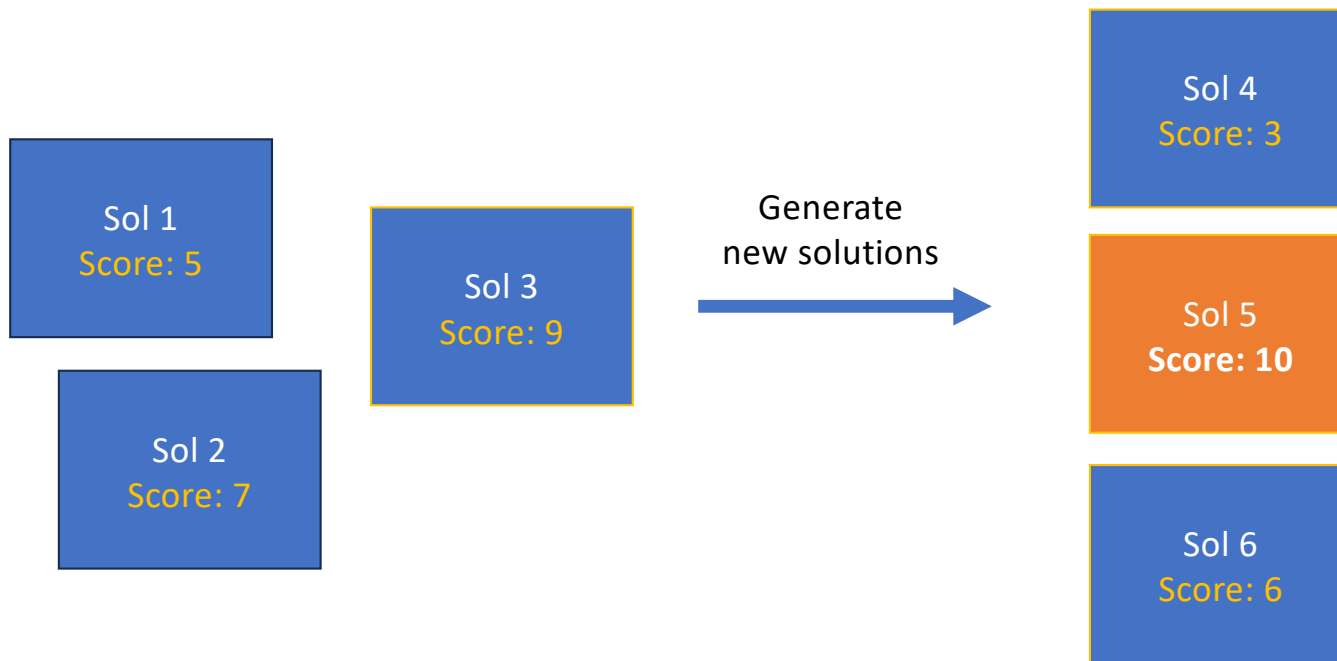 Sol 1
Score: 5
Sol 2
Score: 7
Sol 3
Score: 9
Generate
new solutions
Sol 4
Score: 3
Sol 5
Score: 10
Sol 6
Score: 6